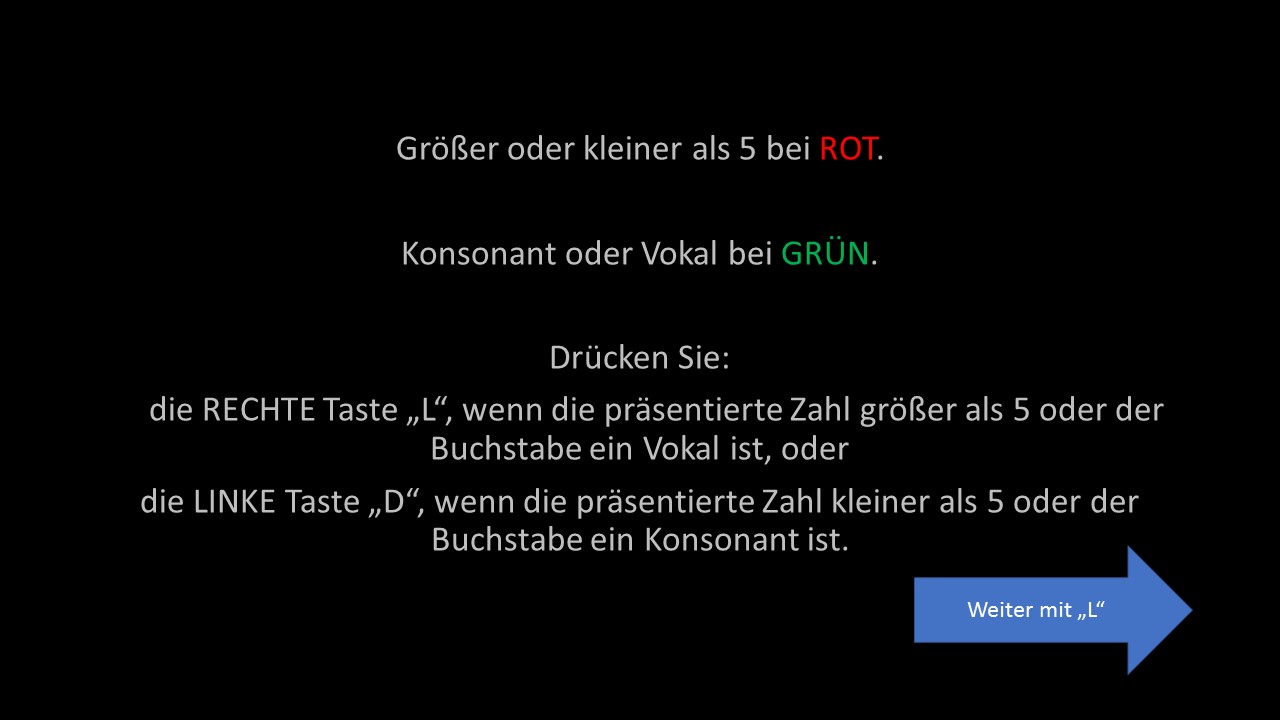 Größer oder kleiner als 5 bei ROT.
Konsonant oder Vokal bei GRÜN.
Drücken Sie:
die RECHTE Taste „L“, wenn die präsentierte Zahl größer als 5 oder der
Buchstabe ein Vokal ist, oder
die LINKE Taste „D“, wenn die präsentierte Zahl kleiner als 5 oder der
Buchstabe ein Konsonant ist.
Weiter mit „L“